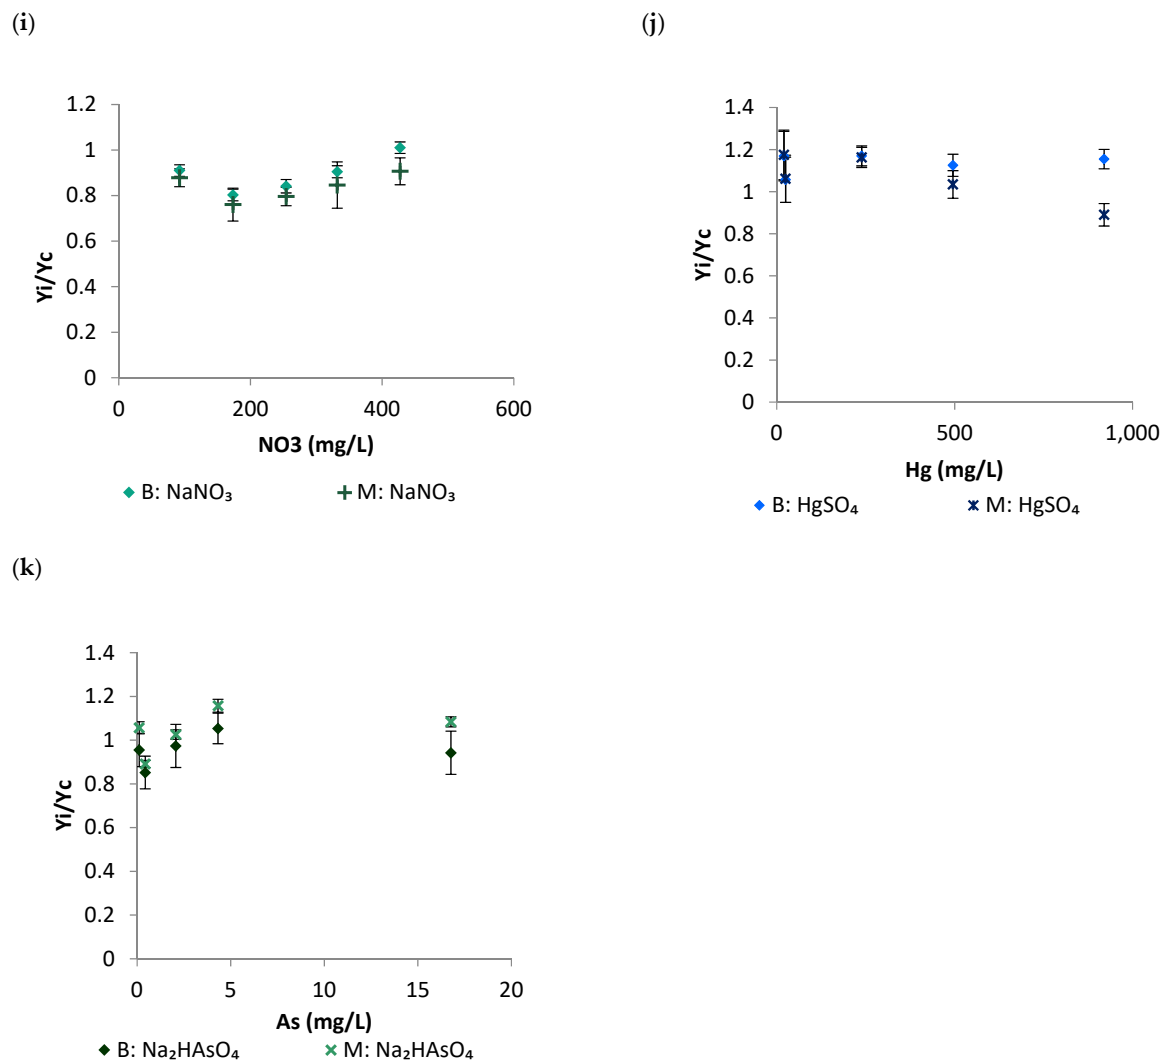 (i)
1.2
1
0.8
0.6
0.4
0.2
0
Yi/Yc
0 200 400 600
NO3 (mg/L)
B: NaNO₃ M: NaNO₃
(j)
1.4
1.2
1
0.8
0.6
0.4
0.2
0
Yi/Yc
0 500 1,000
Hg (mg/L)
B: HgSO₄ M: HgSO₄
(k)
1.4
1.2
1
0.8
0.6
0.4
0.2
0
Yi/Yc
0 5 10 15 20
As (mg/L)
B: Na₂HAsO₄ M: Na₂HAsO₄